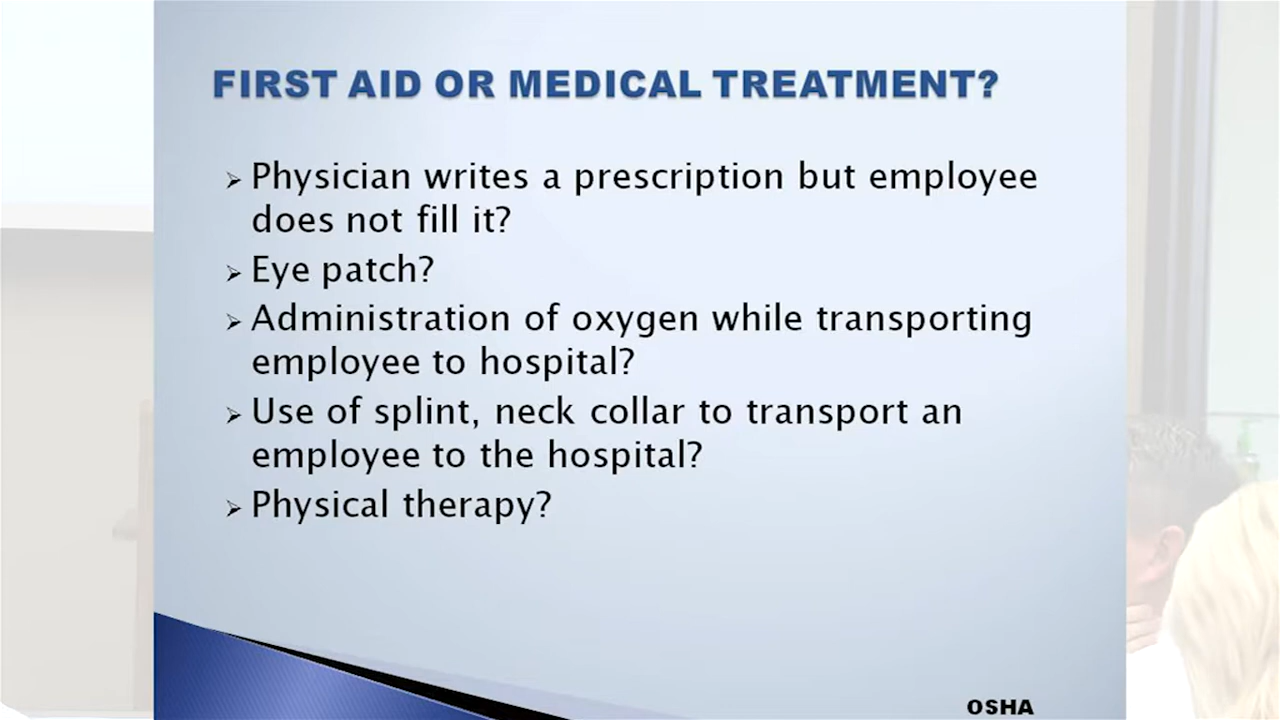 FIRST AID OR MEDICAL TREATMENT?
Physician writes a prescription but employee
does not fill it?
Eye patch?
Administration of oxygen while transporting
employee to hospital?
Use of splint, neck collar to transport an
employee to the hospital?
Physical therapy?
OSHA